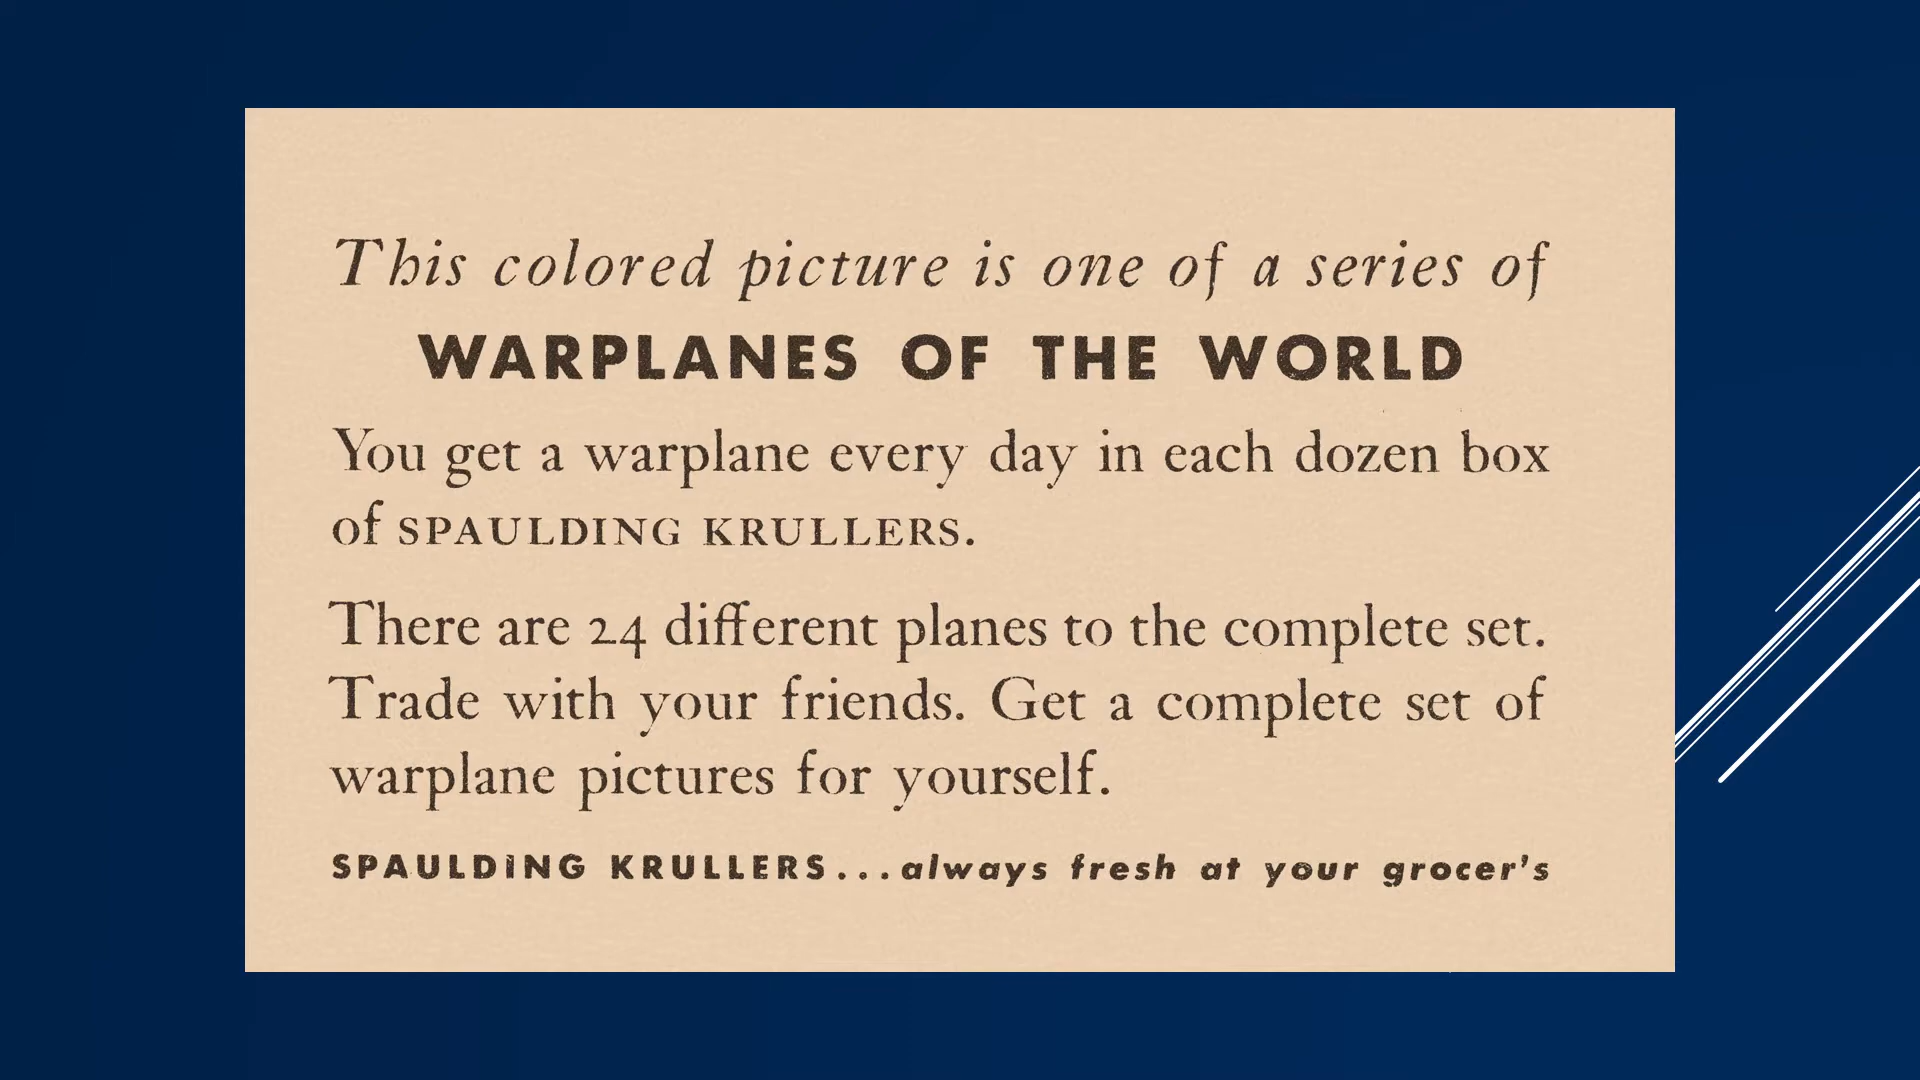 This colored picture is one of a series of
WARPLANES OF THE WORLD
You get a warplane every day in each dozen box
of SPAULDING KRULLERS.
There are 24 different planes to the complete set.
Trade with your friends. Get a complete set of
warplane pictures for yourself.
SPAULDING KRULLERS...always fresh at your grocer's